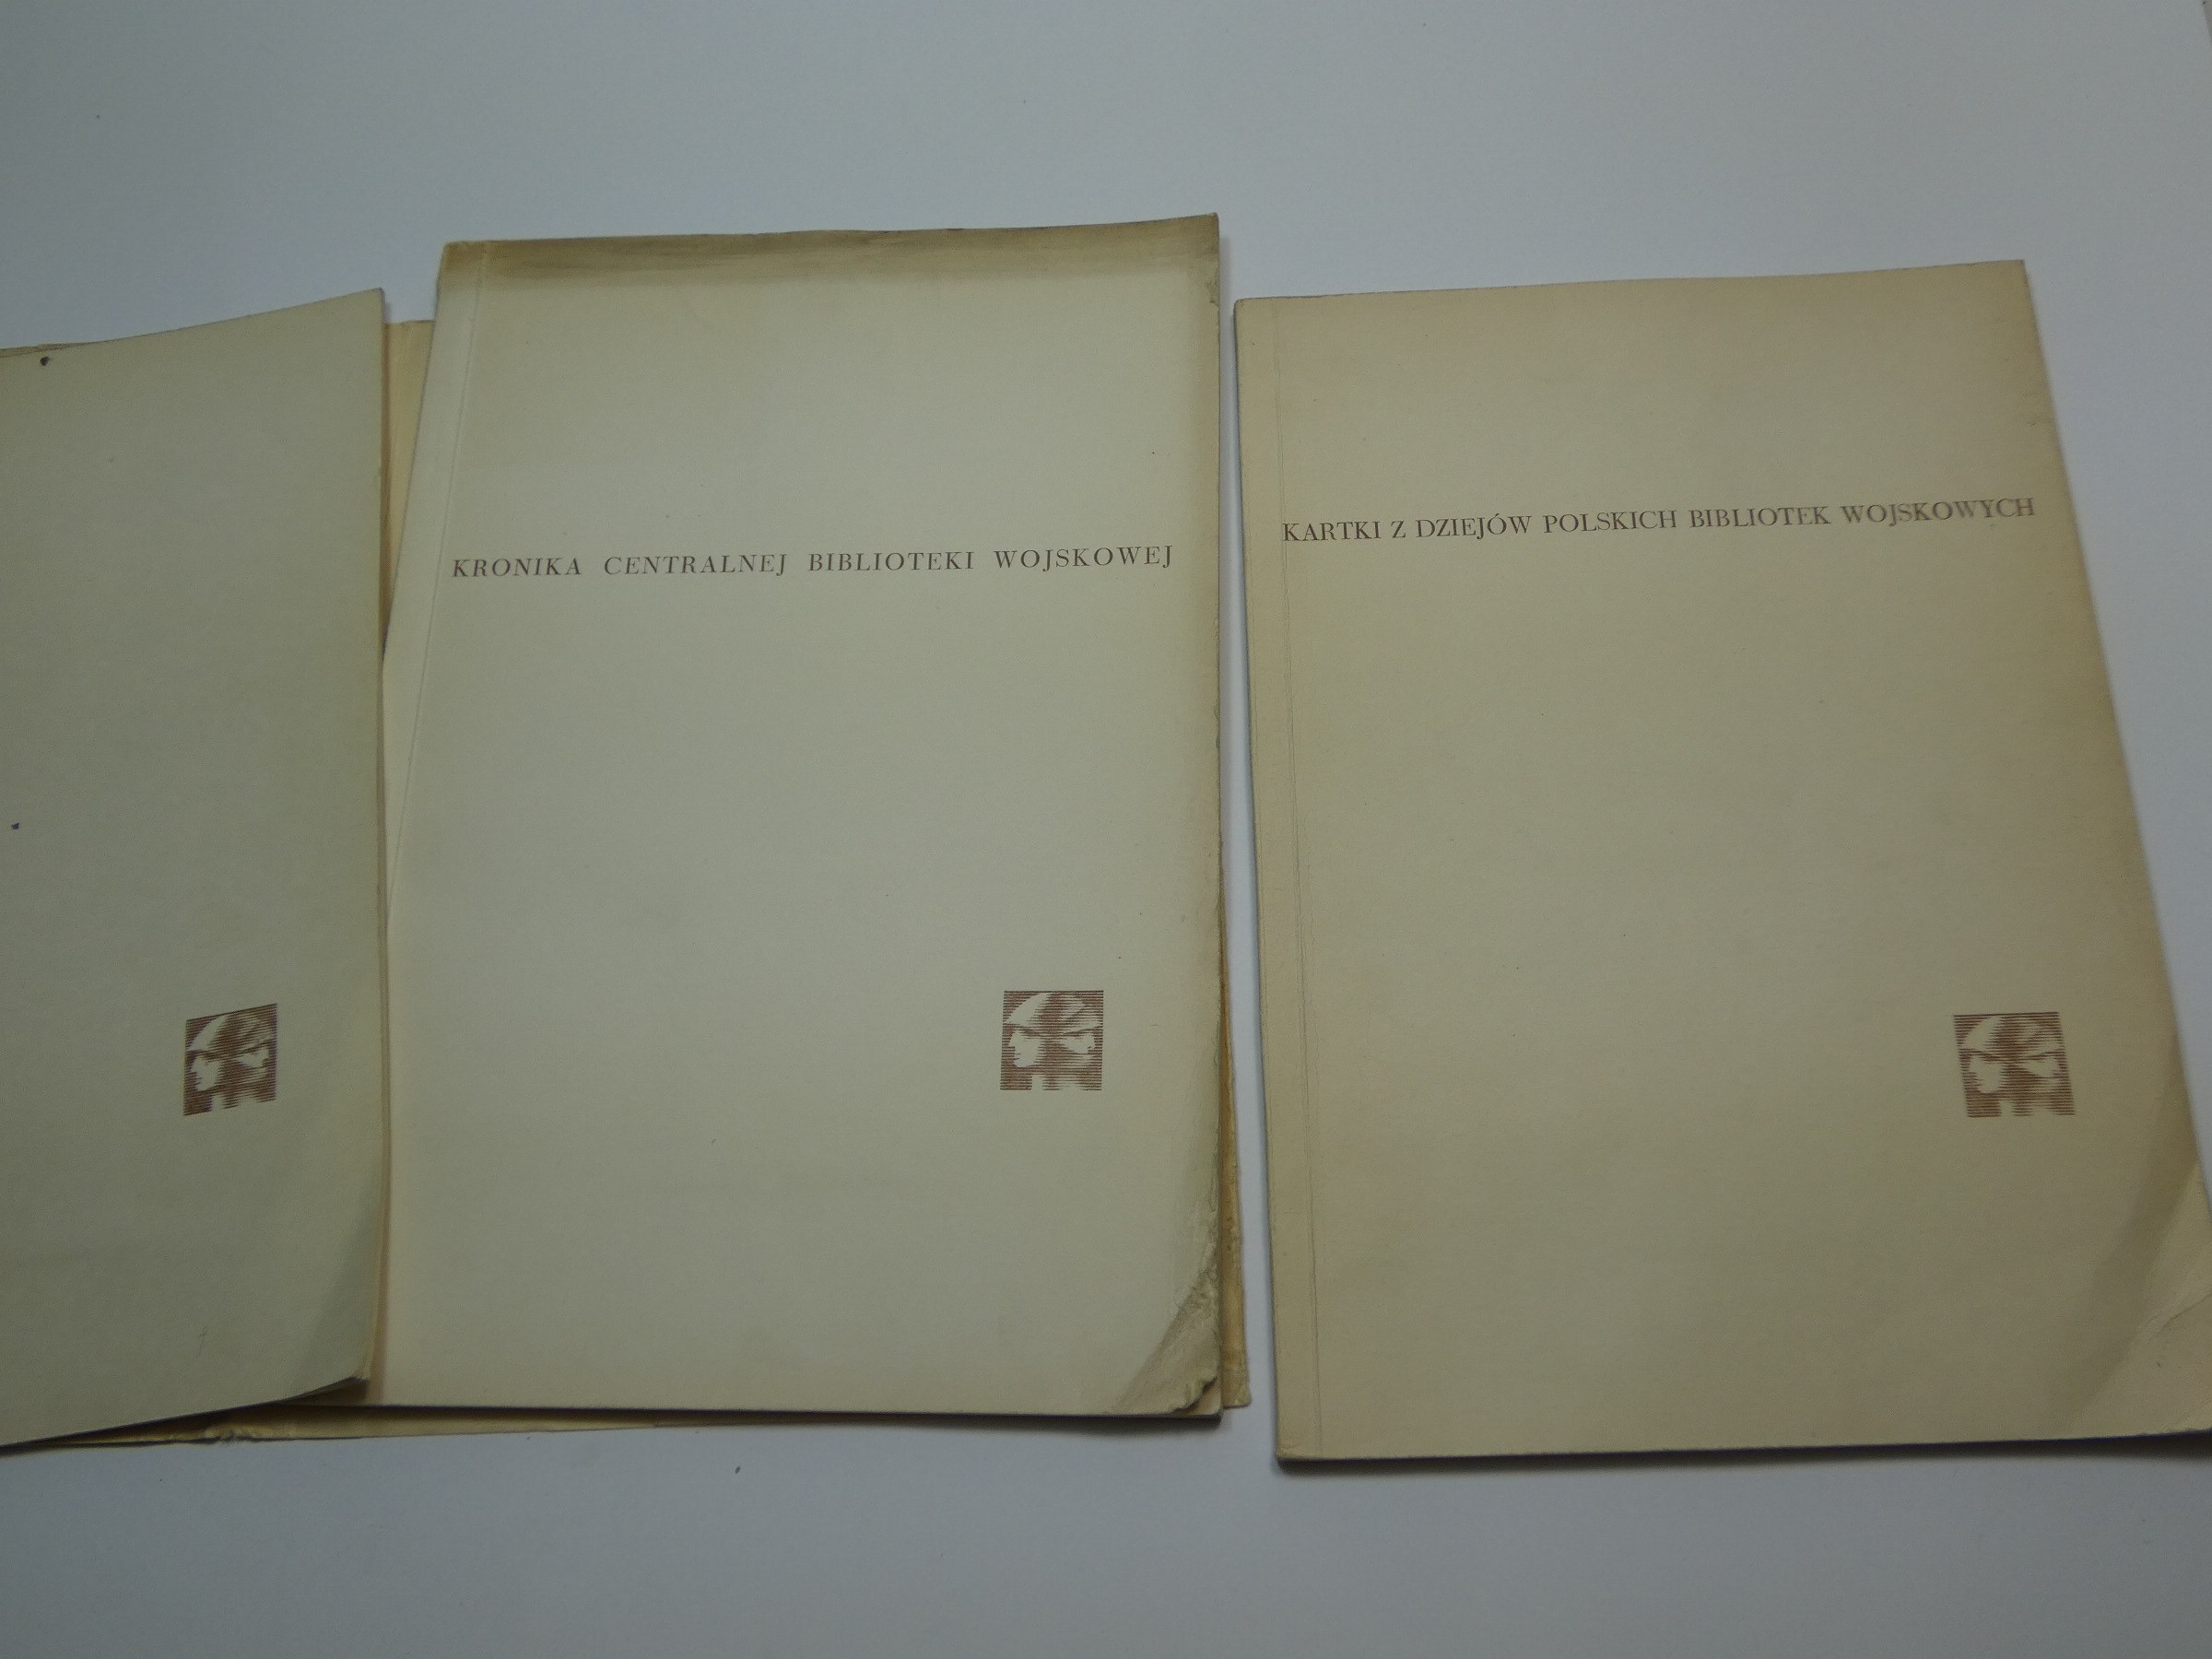 KRONIKA CENTRALNEJ BIBLIOTEKI WOJSKOWEJ
KARTKI Z DZIEJÓW POLSKICH BIBLIOTEK WOJSKOWYCH